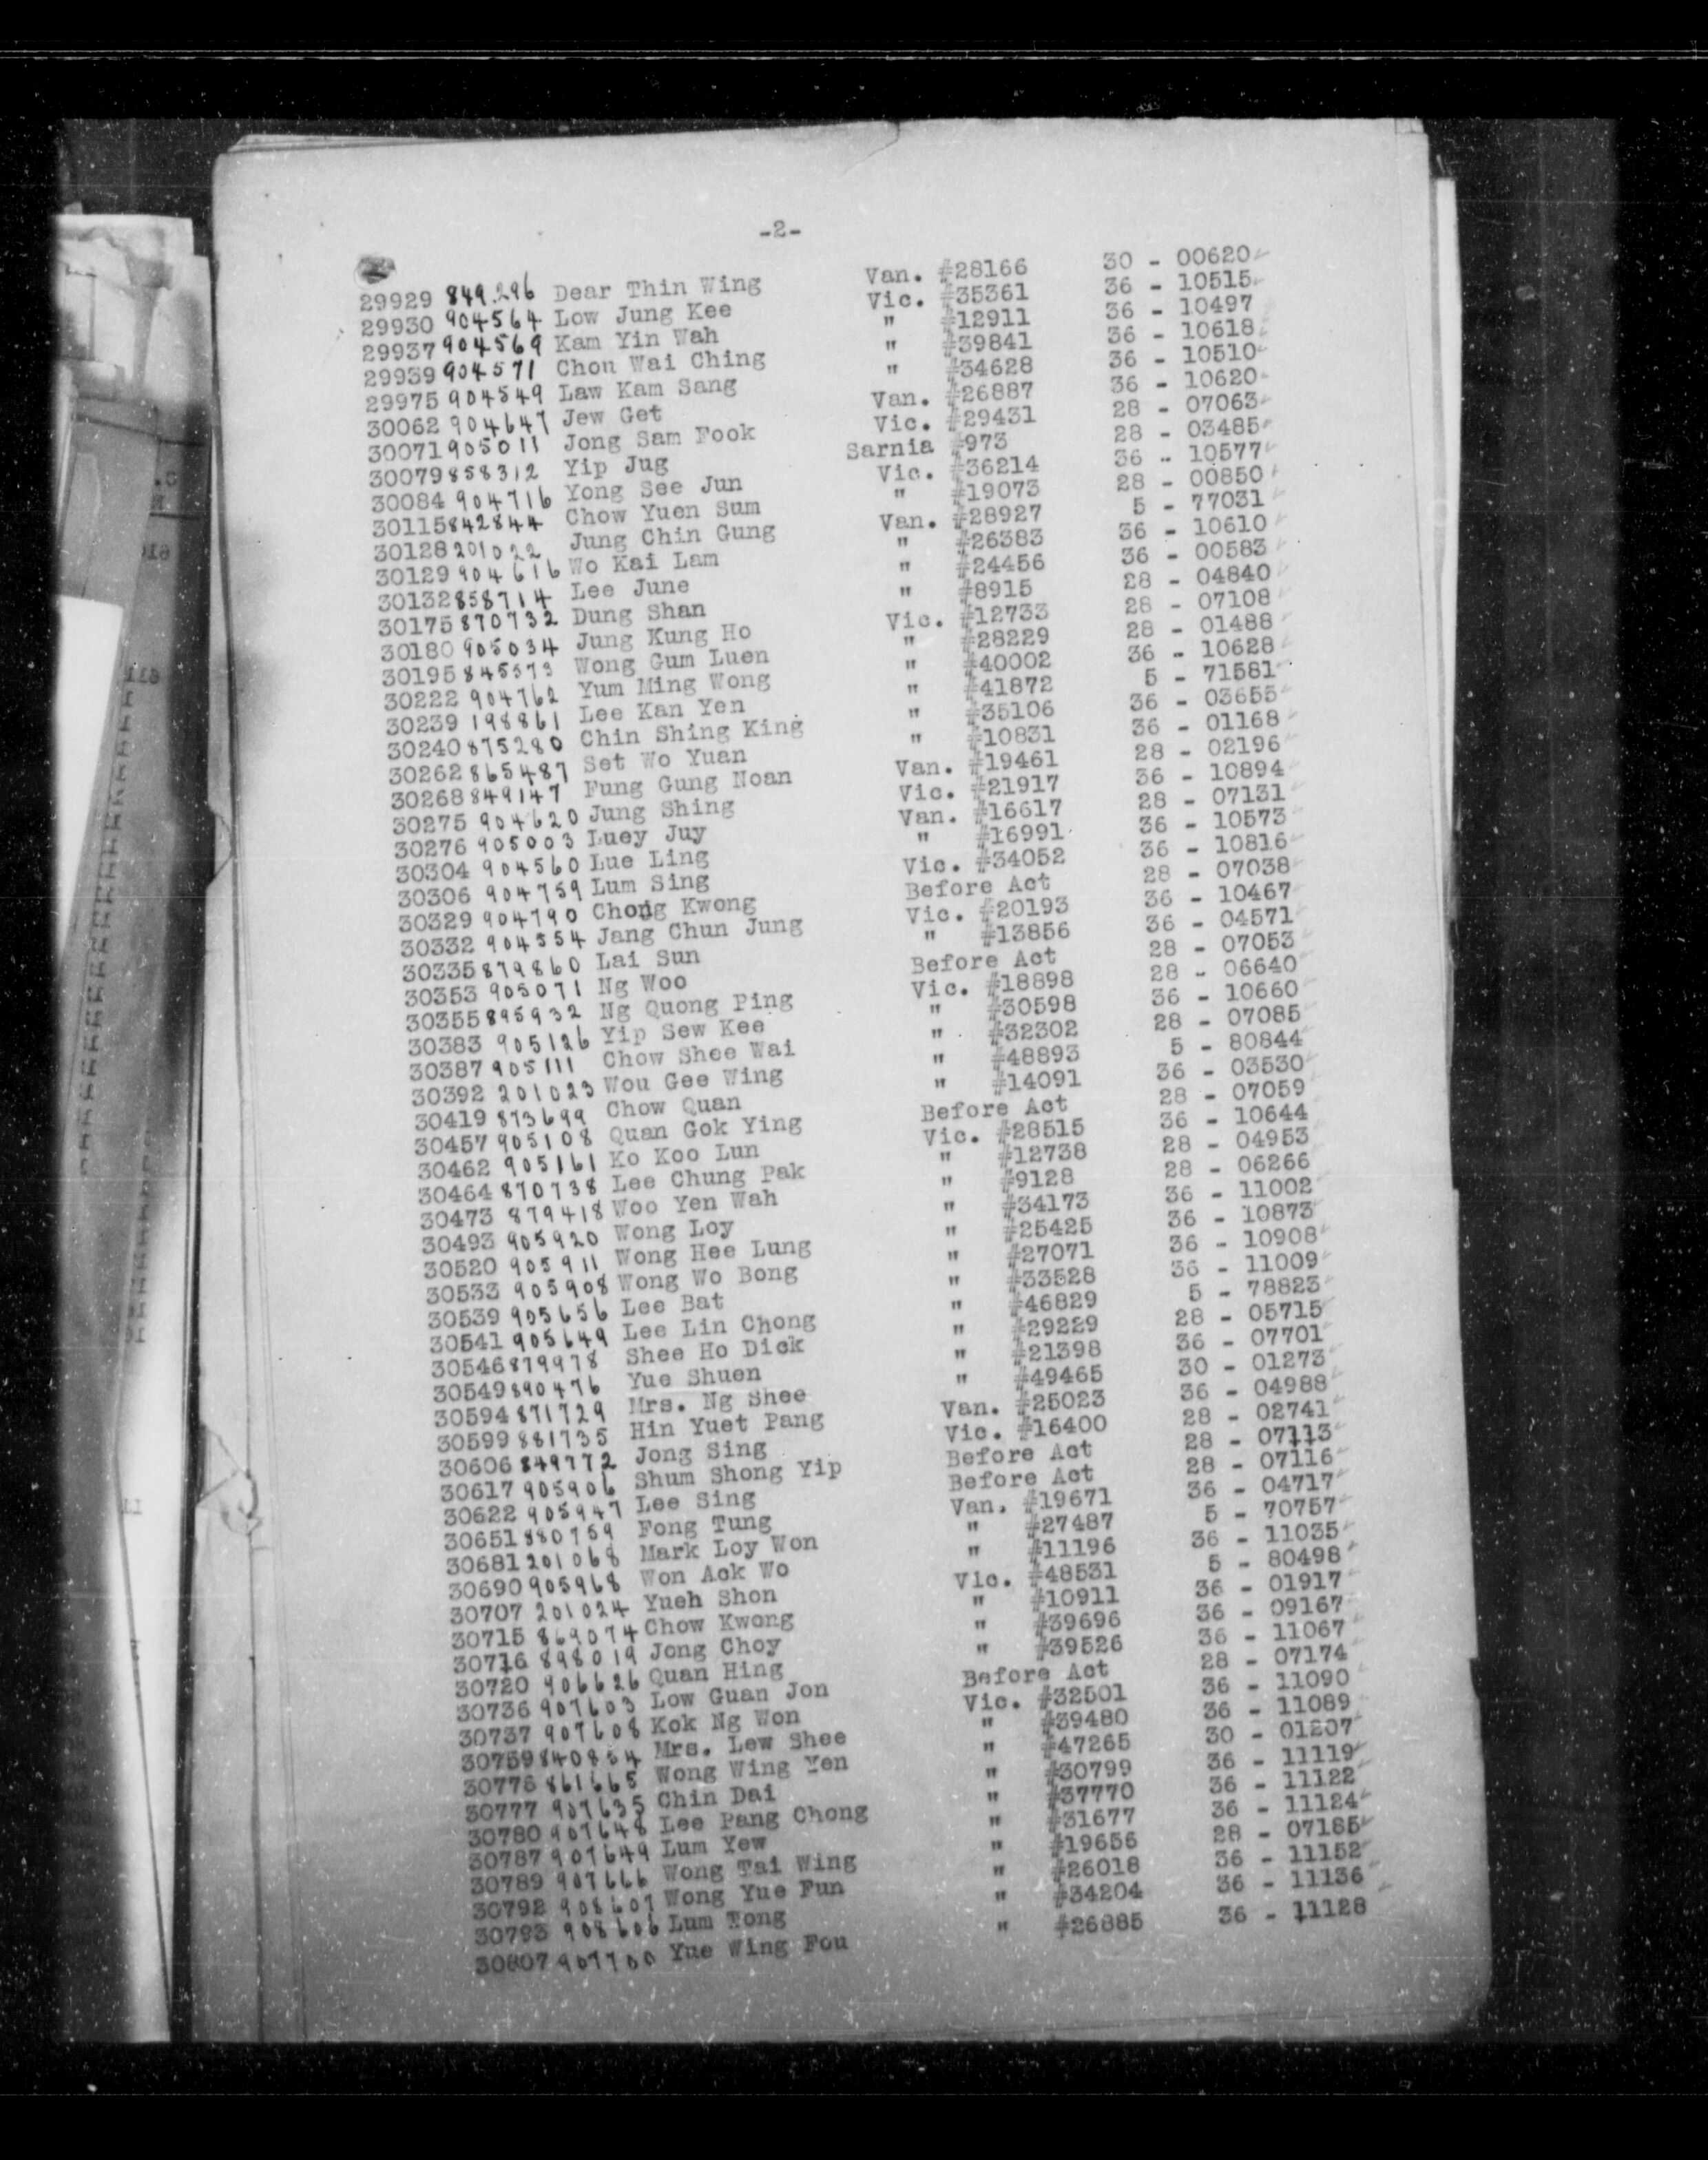 -2-
29929 849296 Dear Thin Wing Van. #28166 30 - 00620
29930 904564 Low Jung Kee Vic. #35361 36 - 10515
29937 904569 Kam Yin Wah " #12911 36 - 10497
29939 904571 Chou Wai Ching " #39841 36 - 10618
29975 904549 Law Kam Sang " #34628 36 - 10510
30062 904647 Jew Get Van. #26887 36 - 10620
30071 905011 Jong Sam Fook Vic. #29431 28 - 07063
30079 858312 Yip Jug Sarnia #973 28 - 03485
30084 904716 Yong See Jun Vic. #36214 36 - 10577
30115 842844 Chow Yuen Sum " #19073 28 - 00850
30128 201022 Jung Chin Gung Van. #28927 5 - 77031
30129 904616 Wo Kai Lam " #26383 36 - 10610
30132 858714 Lee June " #24456 36 - 00583
30175 870732 Dung Shan " #8915 28 - 04840
30180 905034 Jung Kung Ho Vic. #12733 28 - 07108
30195 845573 Wong Gum Luen " #28229 28 - 01488
30222 904762 Yum Ming Wong " #40002 36 - 10628
30239 198861 Lee Kan Yen " #41872 5 - 71581
30240 875280 Chin Shing King " #35106 36 - 03655
30262 865487 Set Wo Yuan " #10831 36 - 01168
30268 849147 Fung Gung Noan Van. #19461 28 - 02196
30275 904620 Jung Shing Vic. #21917 36 - 10894
30276 905003 Luey Juy Van. #16617 28 - 07131
30304 904560 Lue Ling " #16991 36 - 10573
30306 904759 Lum Sing Vic. #34052 36 - 10816
30329 904790 Chong Kwong Before Act 28 - 07038
30332 904554 Jang Chun Jung Vic. #20193 36 - 10467
30335 879860 Lai Sun " #13856 36 - 04571
30353 905071 Ng Woo Before Act 28 - 07053
30355 895932 Ng Quong Ping Vic. #18898 28 - 06640
30383 905126 Yip Sew Kee " #30598 36 - 10660
30387 905111 Chow Shee Wai " #32302 28 - 07085
30392 201023 Wou Gee Wing " #48893 5 - 80844
30419 873699 Chow Quan " #14091 36 - 03530
30457 905108 Quan Gok Ying Before Act 28 - 07059
30462 905161 Ko Koo Lun Vic. #28515 36 - 10644
30464 870738 Lee Chung Pak " #12738 28 - 04953
30473 879418 Woo Yen Wah " #9128 28 - 06266
30493 905920 Wong Loy " #34173 36 - 11002
30520 905911 Wong Hee Lung " #25425 36 - 10873
30533 905908 Wong Wo Bong " #27071 36 - 10908
30539 905656 Lee Bat " #33528 36 - 11009
30541 905649 Lee Lin Chong " #46829 5 - 78823
30546 879978 Shee Ho Dick " #29229 28 - 05715
30549 890476 Yue Shuen " #21398 36 - 07701
30594 871729 Mrs. Ng Shee " #49465 30 - 01273
30599 881735 Hin Yuet Pang Van. #25023 36 - 04988
30606 849772 Jong Sing Vic. #16400 28 - 02741
30617 905906 Shum Shong Yip Before Act 28 - 07113
30622 905947 Lee Sing Before Act 28 - 07116
30651 880759 Fong Tung Van. #19671 36 - 04717
30681 201068 Mark Loy Won " #27487 5 - 70757
30690 905968 Won Ack Wo " #11196 36 - 11035
30707 201024 Yueh Shon Vic. #48531 5 - 80498
30715 869074 Chow Kwong " #10911 36 - 01917
30716 898019 Jong Choy " #39696 36 - 09167
30720 906626 Quan Hing " #39526 36 - 11067
30736 907603 Low Guan Jon Before Act 28 - 07174
30737 907608 Kok Ng Won Vic. #32501 36 - 11090
30759 840854 Mrs. Lew Shee " #39480 36 - 11089
30776 861665 Wong Wing Yen " #47265 30 - 01207
30777 907635 Chin Dai " #30799 36 - 11119
30780 907648 Lee Pang Chong " #37770 36 - 11122
30787 907649 Lum Yew " #31677 36 - 11124
30789 907666 Wong Tai Wing " #19656 28 - 07185
30792 908607 Wong Yue Fun " #26018 36 - 11152
30793 908606 Lum Tong " #34204 36 - 11136
30807 907700 Yue Wing Fou " #26885 36 - 11128